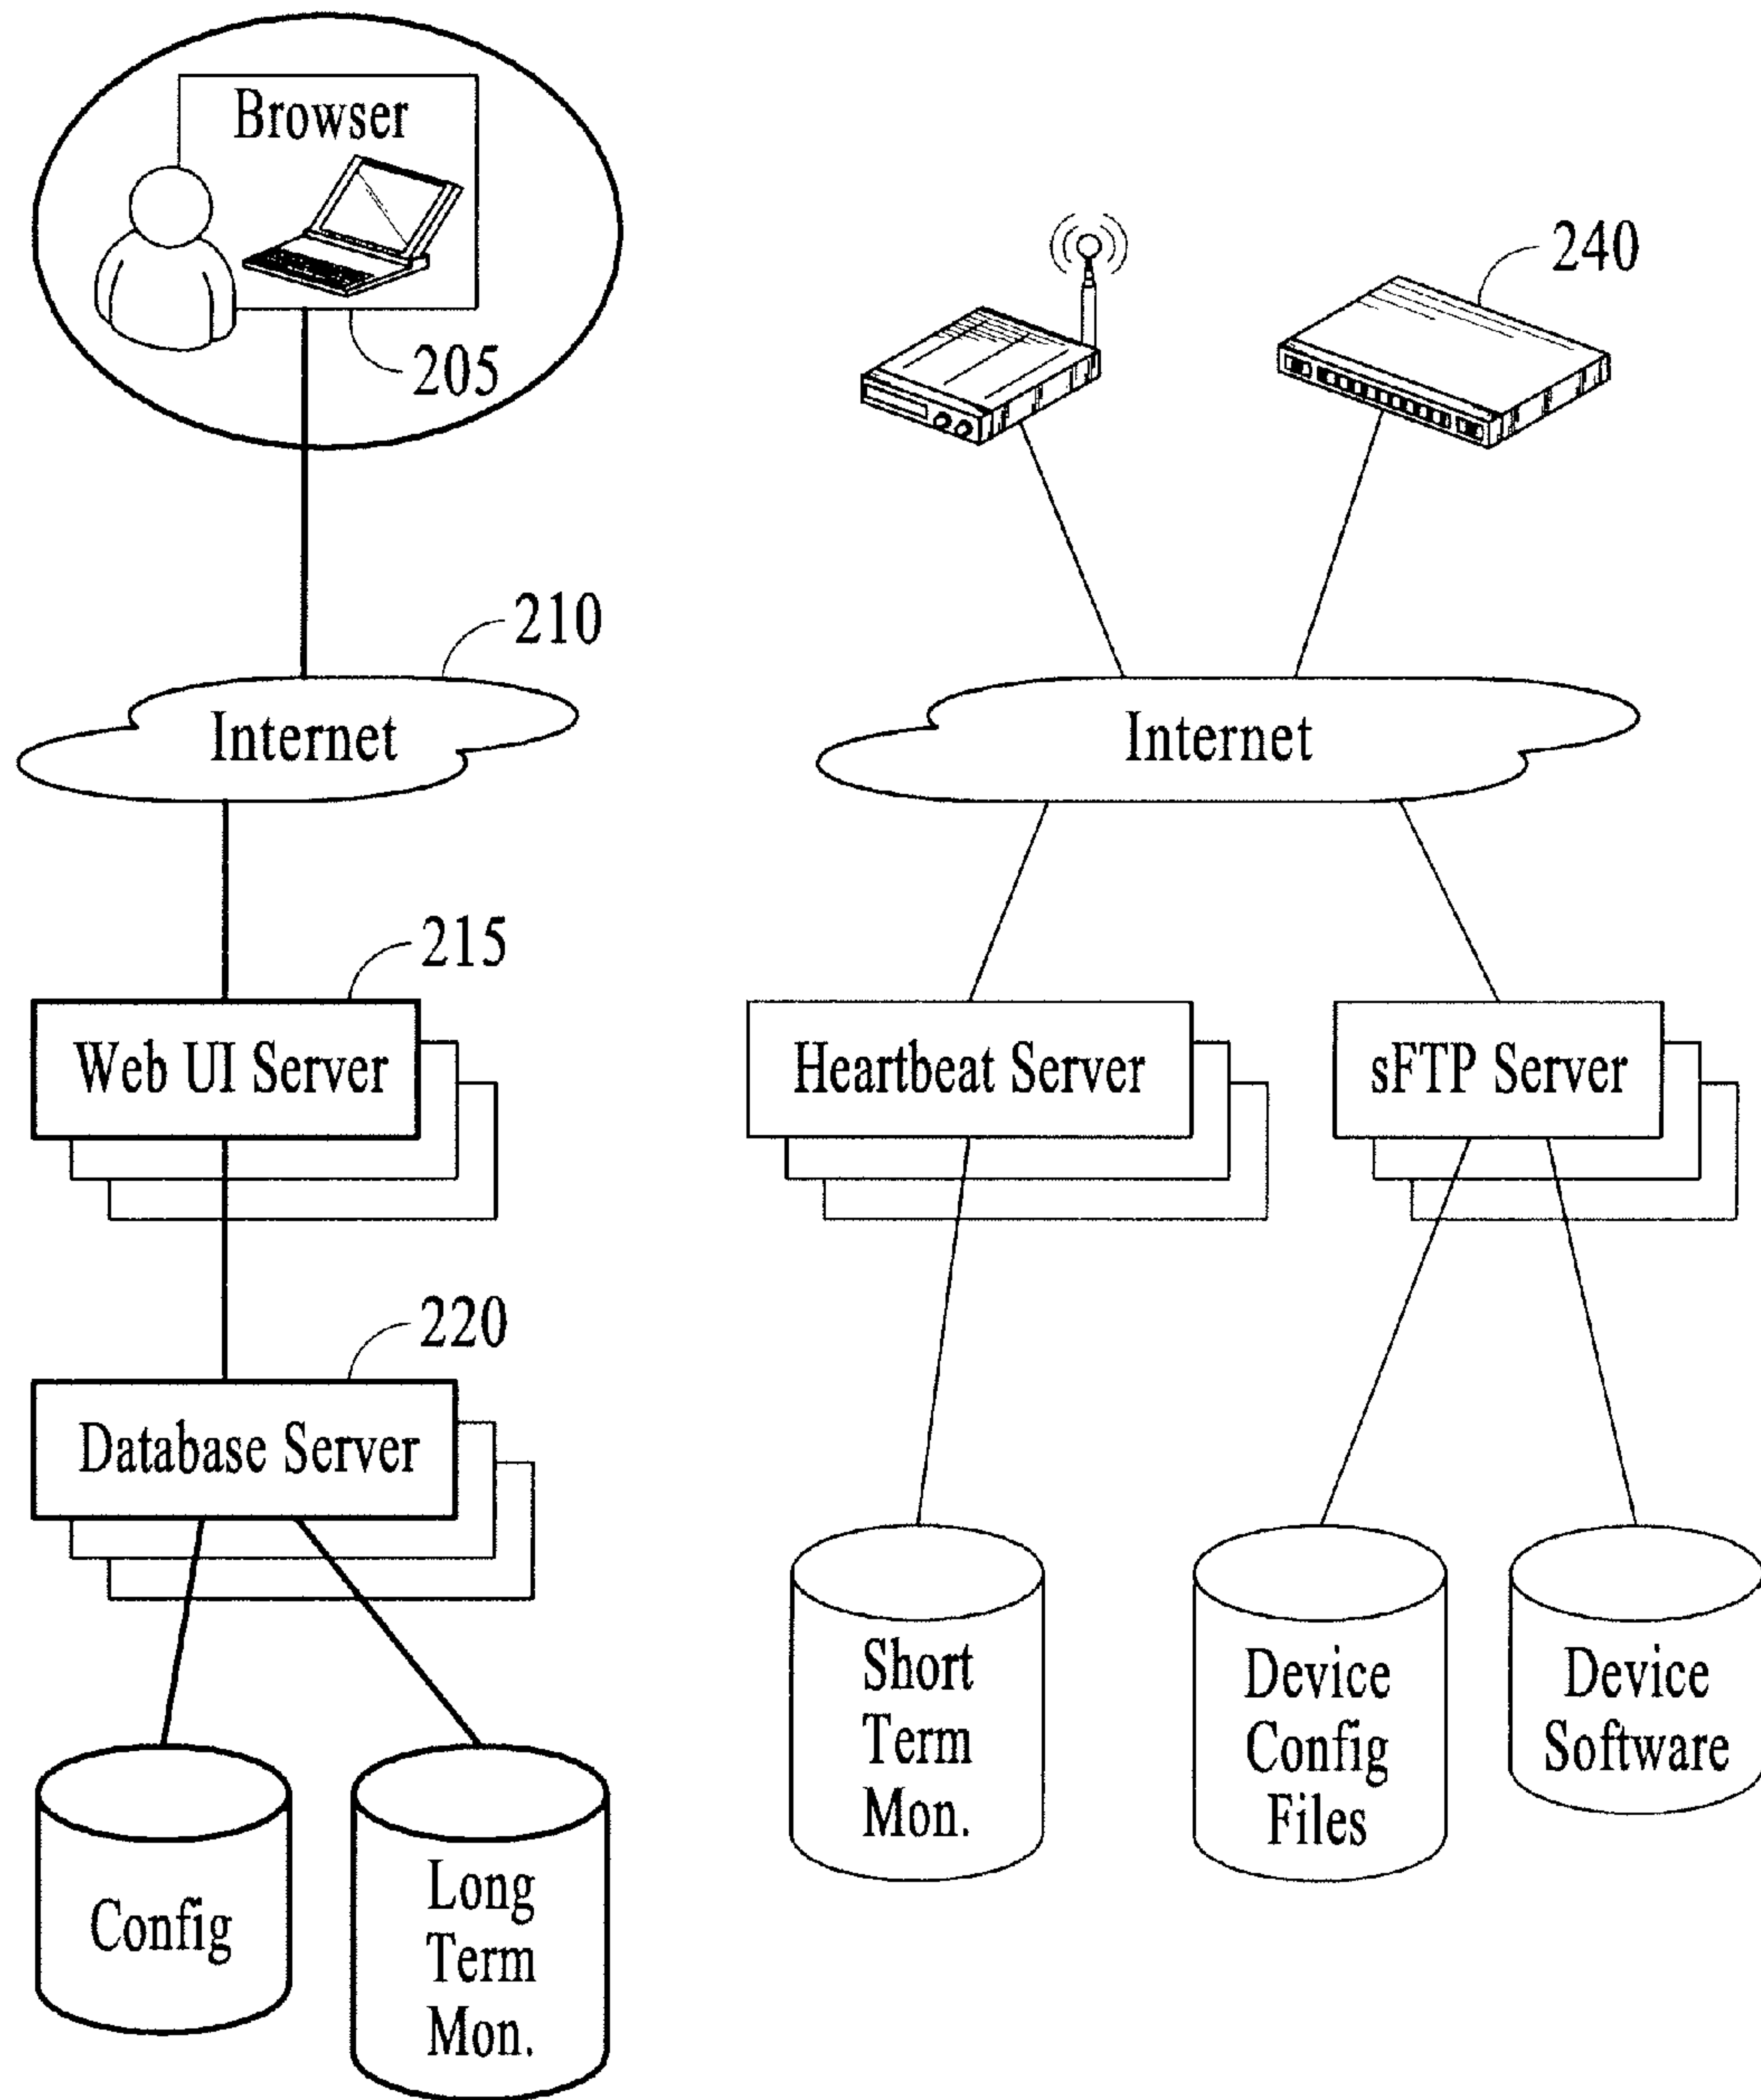 Browser
205
240
210
Internet
Internet
215
Web UI Server
Heartbeat Server
sFTP Server
220
Database Server
Short
Term
Mon.
Device
Config
Files
Device
Software
Config
Long
Term
Mon.